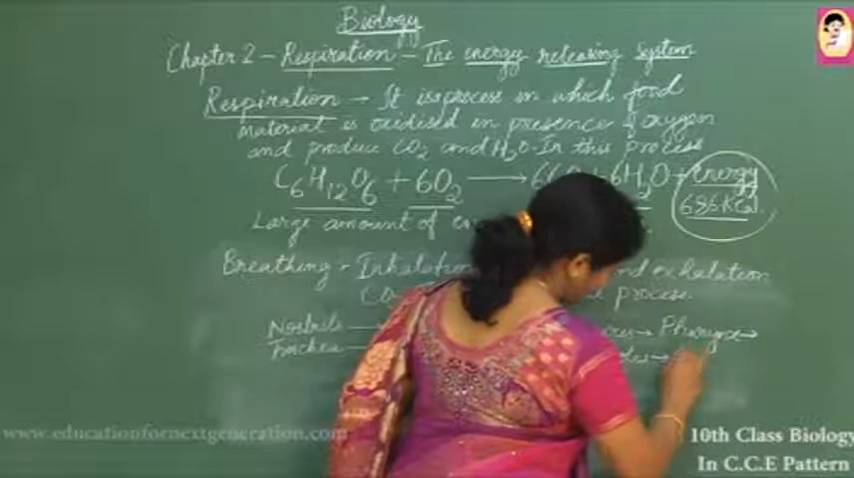 Biology
Chapter 2 - Respiration - The energy releasing system
Respiration - It is a process in which food
material is oxidised in presence of oxygen
and produce CO2 and H2O. In this process
C6H12O6 + 6O2 → 6CO + 6H2O + energy
686 KCal.
Large amount of en
Breathing - Inhalation and exhalation
process.
Nostrils → Pharynx →
Trachea
www.educationfornextgeneration.com
10th Class Biology
In C.C.E Pattern